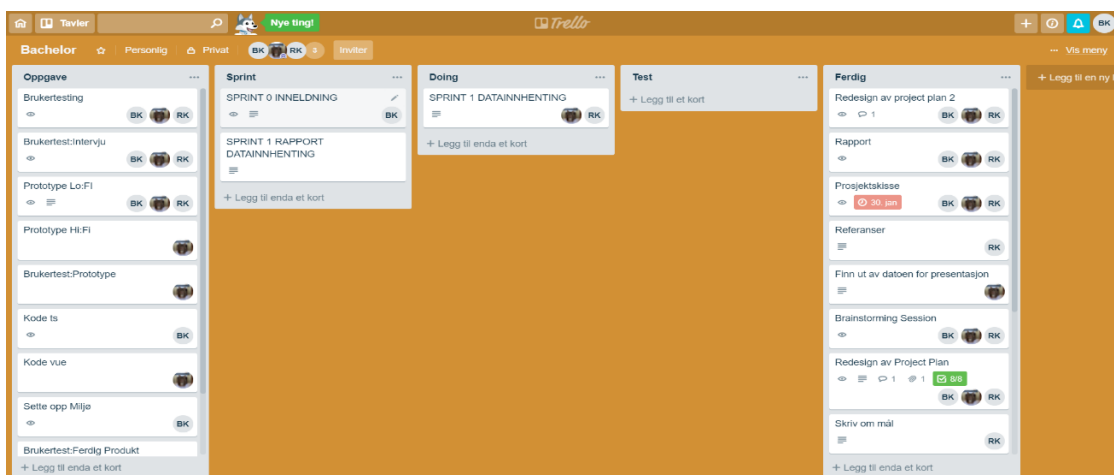 Tavler
Nye ting!
Trello
BK
Bachelor
Personlig
Privat
BK
RK
Inviter
Vis meny
Oppgave
Brukertesting
BK RK
Brukertest:Intervju
BK RK
Prototype Lo:FI
BK RK
Prototype Hi:Fi
Brukertest:Prototype
Kode ts
BK
Kode vue
Sette opp Miljø
BK
Brukertest:Ferdig Produkt
+ Legg til enda et kort
Sprint
SPRINT 0 INNELDNING
BK
SPRINT 1 RAPPORT
DATAINNHENTING
+ Legg til enda et kort
Doing
SPRINT 1 DATAINNHENTING
RK
+ Legg til enda et kort
Test
+ Legg til et kort
Ferdig
Redesign av project plan 2
1 BK RK
Rapport
BK RK
Prosjektskisse
30. jan BK RK
Referanser
RK
Finn ut av datoen for presentasjon
Brainstorming Session
BK RK
Redesign av Project Plan
1 1 8/8
BK RK
Skriv om mål
RK
+ Legg til enda et kort
+ Legg til en ny